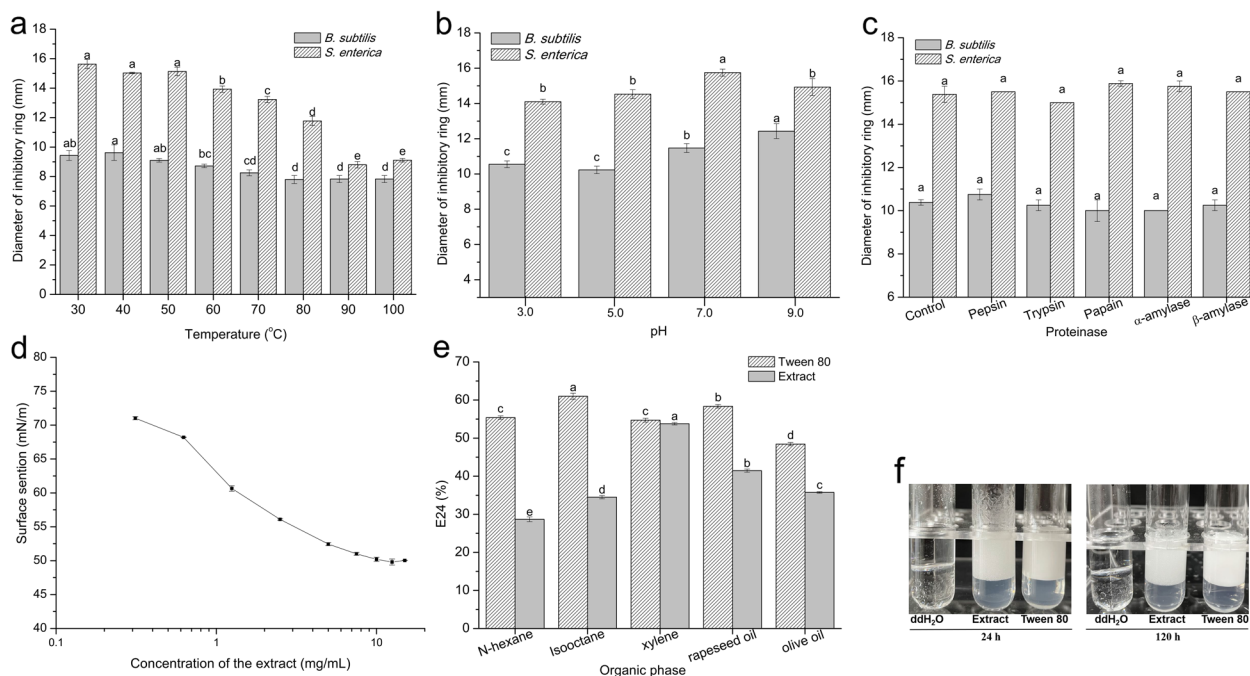 a
18
16
14
12
10
8
6
4
2
0
Diameter of inhibitory ring (mm)
B. subtilis
S. enterica
ab a ab bc cd d d d
a a a b c d e e
30 40 50 60 70 80 90 100
Temperature (°C)
b
18
16
14
12
10
8
6
4
Diameter of inhibitory ring (mm)
B. subtilis
S. enterica
c b c b b a a b
3.0 5.0 7.0 9.0
pH
c
18
16
14
12
10
8
6
Diameter of inhibitory ring (mm)
B. subtilis
S. enterica
a a a a a a
a a a a a a
Control Pepsin Trypsin Papain α-amylase β-amylase
Proteinase
d
80
75
70
65
60
55
50
45
40
Surface sention (mN/m)
0.1 1 10
Concentration of the extract (mg/mL)
e
70
60
50
40
30
20
10
0
E24 (%)
Tween 80
Extract
c e a d c a b b d c
N-hexane Isooctane xylene rapeseed oil olive oil
Organic phase
f
ddH₂O Extract Tween 80
24 h
ddH₂O Extract Tween 80
120 h